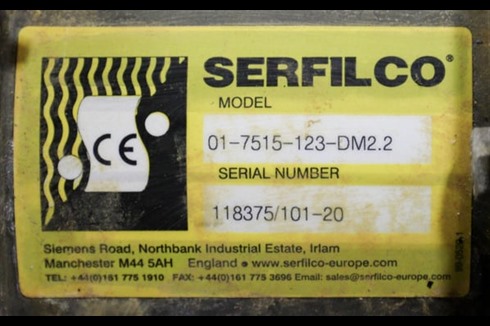 SERFILCO®
MODEL
01-7515-123-DM2.2
SERIAL NUMBER
118375/101-20
CE
Siemens Road, Northbank Industrial Estate, Irlam
Manchester M44 5AH England • www.serfilco-europe.com
TEL: +44(0)161 775 1910 FAX: +44(0)161 775 3696 Email: sales@serfilco-europe.com